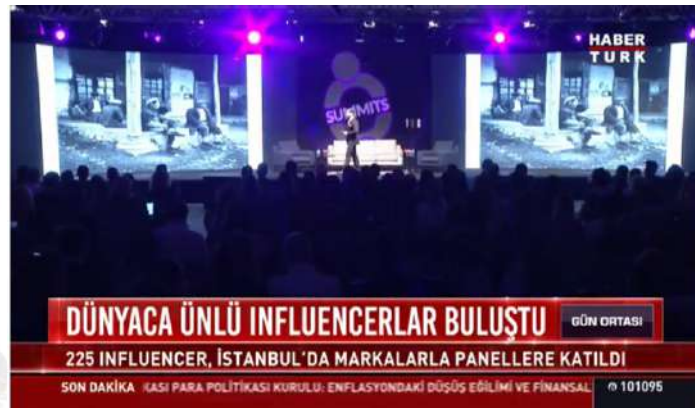 HABER
TÜRK
SUMMITS
DÜNYACA ÜNLÜ INFLUENCERLAR BULUŞTU
GÜN ORTASI
225 INFLUENCER, İSTANBUL'DA MARKALARLA PANELLERE KATILDI
SON DAKİKA KASI PARA POLİTİKASI KURULU: ENFLASYONDAKİ DÜŞÜŞ EĞİLİMİ VE FİNANSAL 101095